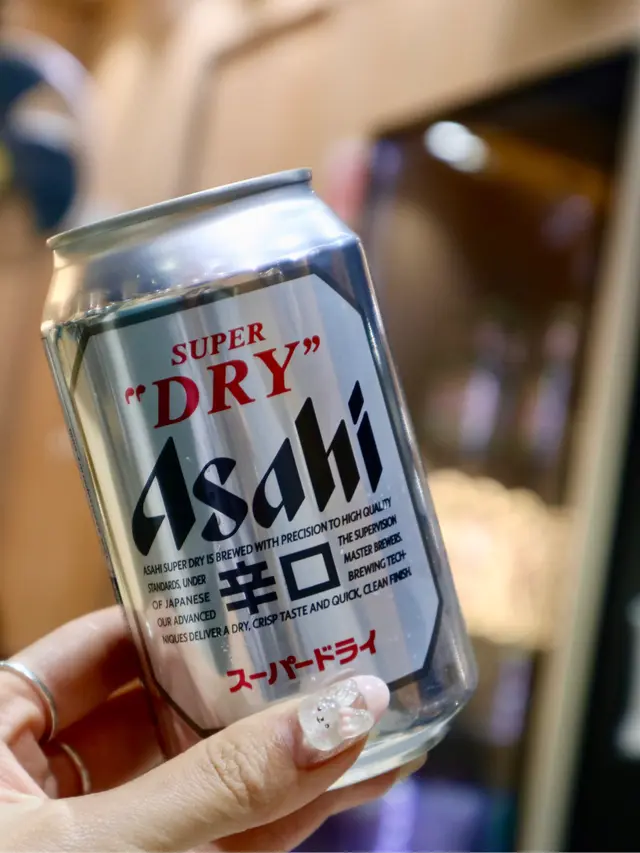 SUPER
"DRY"
Asahi
ASAHI SUPER DRY IS BREWED WITH PRECISION TO HIGH QUALITY
STANDARDS, UNDER THE SUPERVISION
OF JAPANESE MASTER BREWERS.
OUR ADVANCED BREWING TECH-
NIQUES DELIVER A DRY, CRISP TASTE AND QUICK, CLEAN FINISH.
辛口
スーパードライ